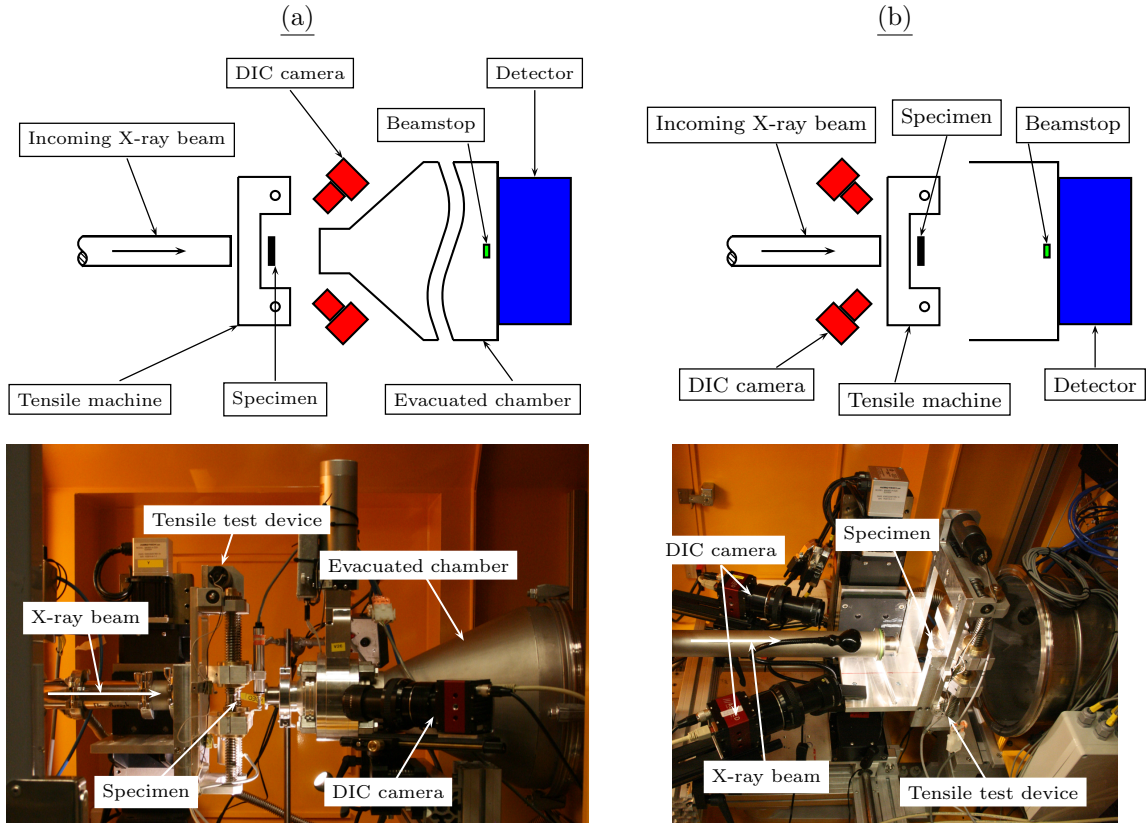 (a)
(b)
DIC camera
Detector
Beamstop
Incoming X-ray beam
Tensile machine
Specimen
Evacuated chamber
Incoming X-ray beam
Specimen
Beamstop
DIC camera
Tensile machine
Detector
Tensile test device
Evacuated chamber
X-ray beam
Specimen
DIC camera
Specimen
DIC camera
X-ray beam
Tensile test device